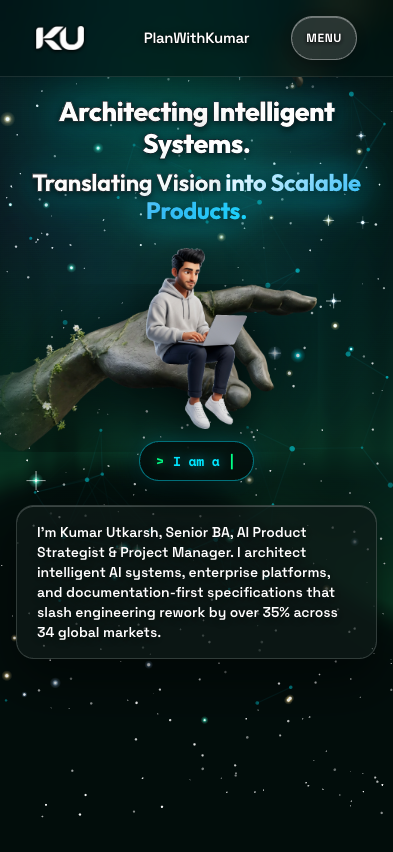 KU
PlanWithKumar
MENU
Architecting Intelligent
Systems.
Translating Vision into Scalable
Products.
> I am a |
I'm Kumar Utkarsh, Senior BA, AI Product
Strategist & Project Manager. I architect
intelligent AI systems, enterprise platforms,
and documentation-first specifications that
slash engineering rework by over 35% across
34 global markets.